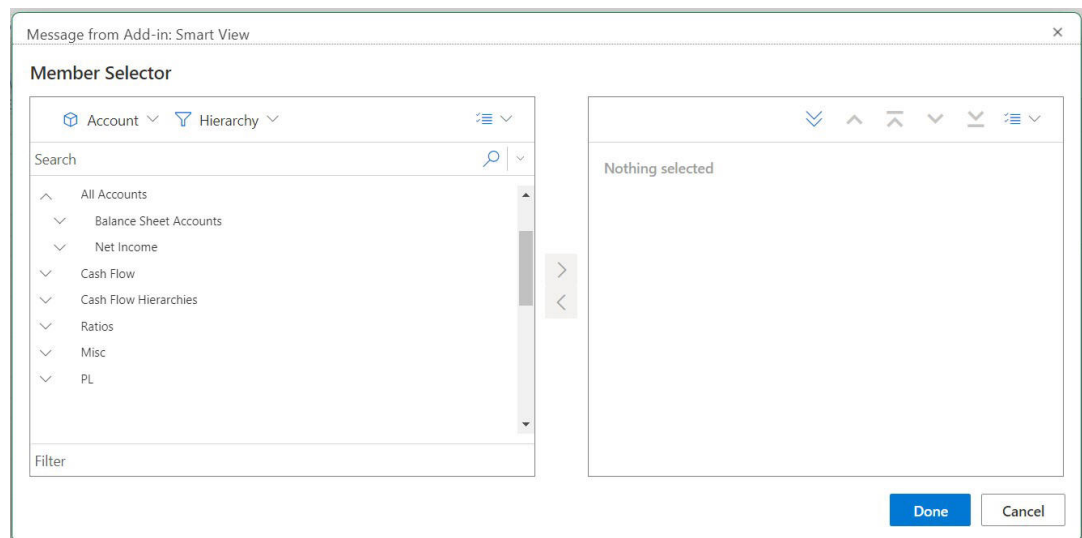 Message from Add-in: Smart View
Member Selector
Account Hierarchy
Search
All Accounts
Balance Sheet Accounts
Net Income
Cash Flow
Cash Flow Hierarchies
Ratios
Misc
PL
Filter
Nothing selected
Done Cancel